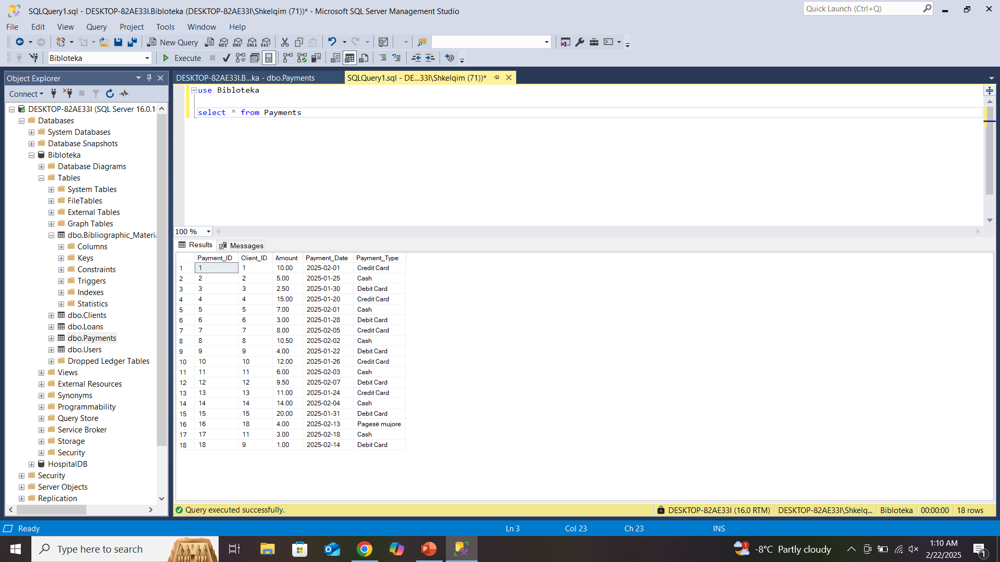 SQLQuery1.sql - DESKTOP-82AE33I.Bibloteka (DESKTOP-82AE33I\Shkelqim (71))* - Microsoft SQL Server Management Studio
Quick Launch (Ctrl+Q)
File Edit View Query Project Tools Window Help
New Query MDX DMX XMLA DAX
Bibloteka Execute
Object Explorer
DESKTOP-82AE33I.B...ka - dbo.Payments
SQLQuery1.sql - DE...33I\Shkelqim (71))*
Connect
DESKTOP-82AE33I (SQL Server 16.0.1
Databases
System Databases
Database Snapshots
Bibloteka
Database Diagrams
Tables
System Tables
FileTables
External Tables
Graph Tables
dbo.Bibliographic_Materi
Columns
Keys
Constraints
Triggers
Indexes
Statistics
dbo.Clients
dbo.Loans
dbo.Payments
dbo.Users
Dropped Ledger Tables
Views
External Resources
Synonyms
Programmability
Query Store
Service Broker
Storage
Security
HospitalDB
Security
Server Objects
Replication
use Bibloteka
select * from Payments
100 %
Results Messages
Payment_ID Client_ID Amount Payment_Date Payment_Type
1 1 1 10.00 2025-02-01 Credit Card
2 2 2 5.00 2025-01-25 Cash
3 3 3 2.50 2025-01-30 Debit Card
4 4 4 15.00 2025-01-20 Credit Card
5 5 5 7.00 2025-02-01 Cash
6 6 6 3.00 2025-01-28 Debit Card
7 7 7 8.00 2025-02-05 Credit Card
8 8 8 10.50 2025-02-02 Cash
9 9 9 4.00 2025-01-22 Debit Card
10 10 10 12.00 2025-01-26 Credit Card
11 11 11 6.00 2025-02-03 Cash
12 12 12 9.50 2025-02-07 Debit Card
13 13 13 11.00 2025-01-24 Credit Card
14 14 14 14.00 2025-02-04 Cash
15 15 15 20.00 2025-01-31 Debit Card
16 16 18 4.00 2025-02-13 Pagesë mujore
17 17 11 3.00 2025-02-18 Cash
18 18 9 1.00 2025-02-14 Debit Card
Query executed successfully.
DESKTOP-82AE33I (16.0 RTM) DESKTOP-82AE33I\Shkelq... Bibloteka 00:00:00 18 rows
Ready Ln 3 Col 23 Ch 23 INS
Type here to search
1 -8°C Partly cloudy
1:10 AM
2/22/2025
1